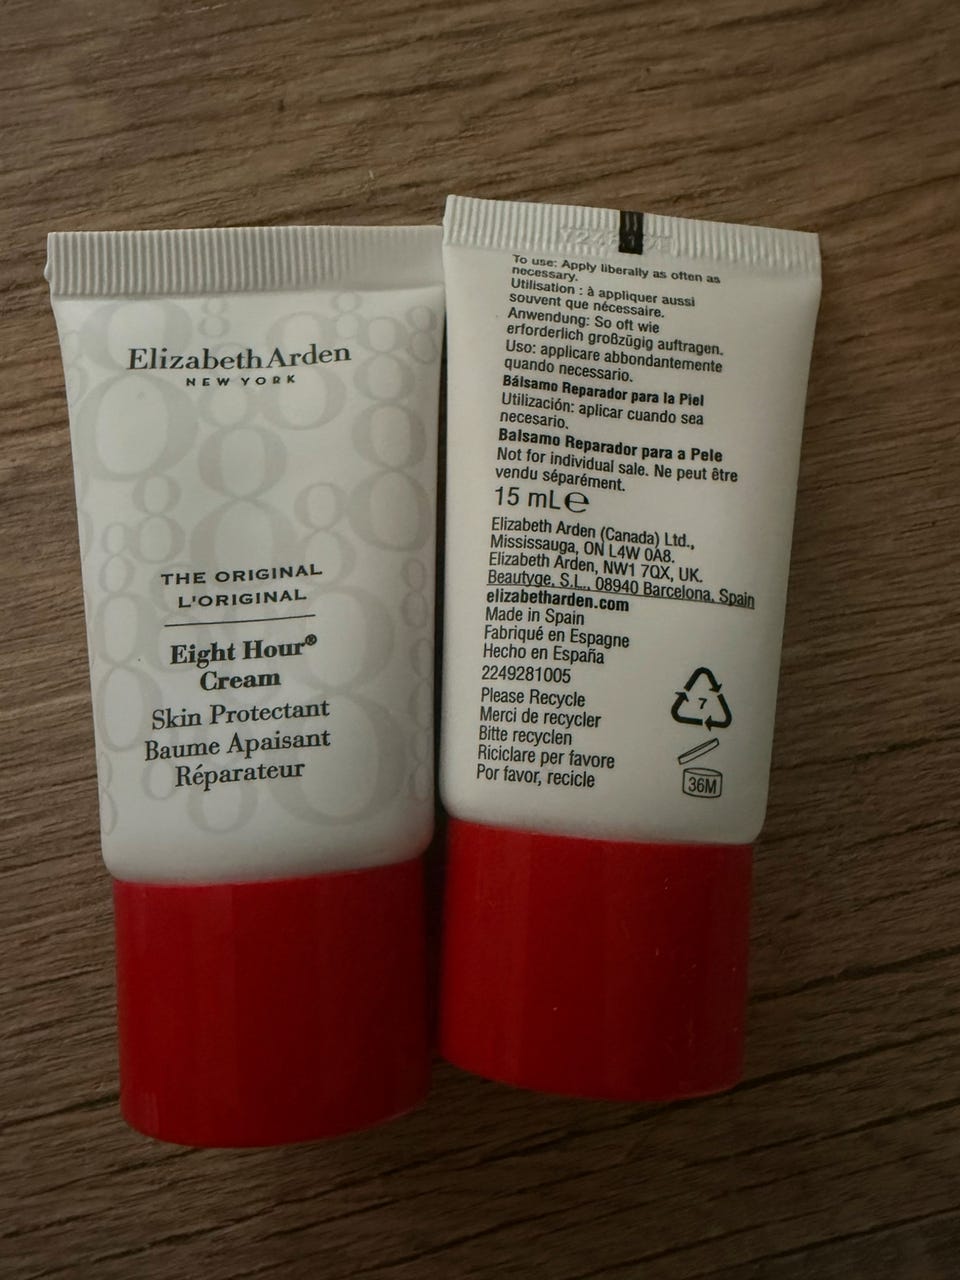 Elizabeth Arden
NEW YORK
THE ORIGINAL
L'ORIGINAL
Eight Hour®
Cream
Skin Protectant
Baume Apaisant
Réparateur
To use: Apply liberally as often as
necessary.
Utilisation : à appliquer aussi
souvent que nécessaire.
Anwendung: So oft wie
erforderlich großzügig auftragen.
Uso: applicare abbondantemente
quando necessario.
Bálsamo Reparador para la Piel
Utilización: aplicar cuando sea
necesario.
Balsamo Reparador para a Pele
Not for individual sale. Ne peut être
vendu séparément.
15 mL℮
Elizabeth Arden (Canada) Ltd.,
Mississauga, ON L4W 0A8.
Elizabeth Arden, NW1 7QX, UK.
Beautyge, S.L., 08940 Barcelona, Spain
elizabetharden.com
Made in Spain
Fabriqué en Espagne
Hecho en España
2249281005
Please Recycle
Merci de recycler
Bitte recyclen
Riciclare per favore
Por favor, recicle
7
36M